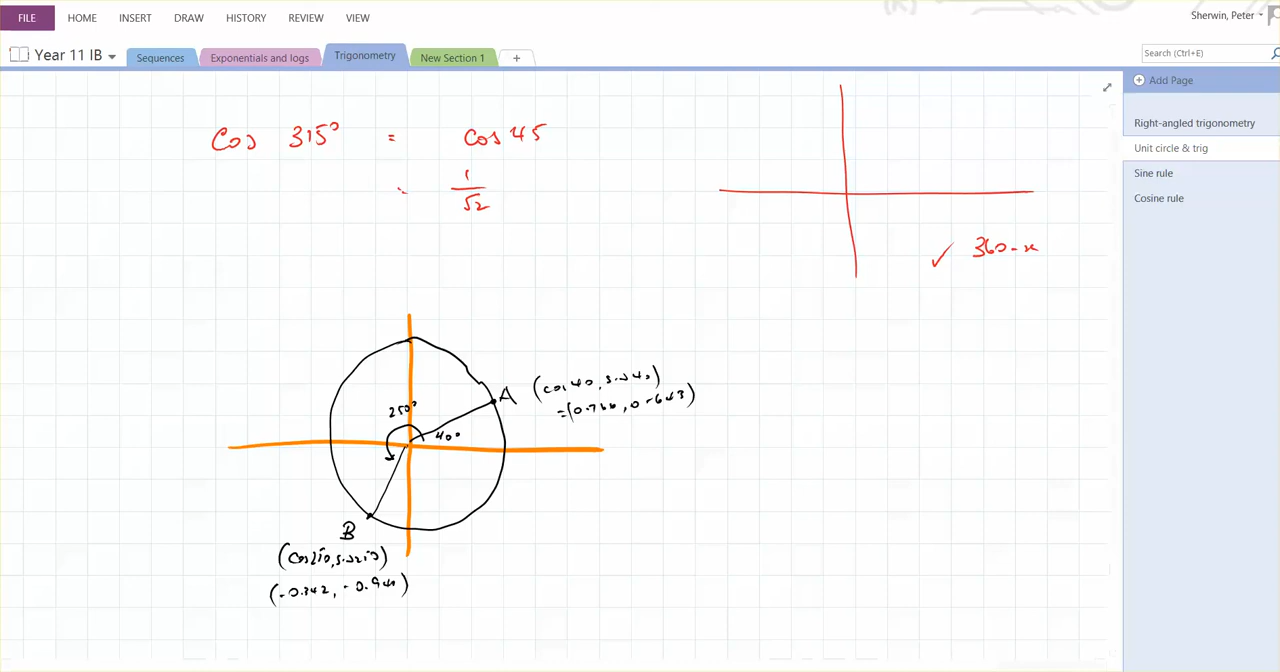 FILE HOME INSERT DRAW HISTORY REVIEW VIEW
Sherwin, Peter
Year 11 IB Sequences Exponentials and logs Trigonometry New Section 1 +
Search (Ctrl+E)
Add Page
Right-angled trigonometry
Unit circle & trig
Sine rule
Cosine rule
Cos 315° = Cos 45
= 1/√2
✓ 360-x
A (cos 40, sin 40)
=(0.766, 0.643)
250°
40°
B
(Cos 250, sin 250)
(-0.342, -0.940)